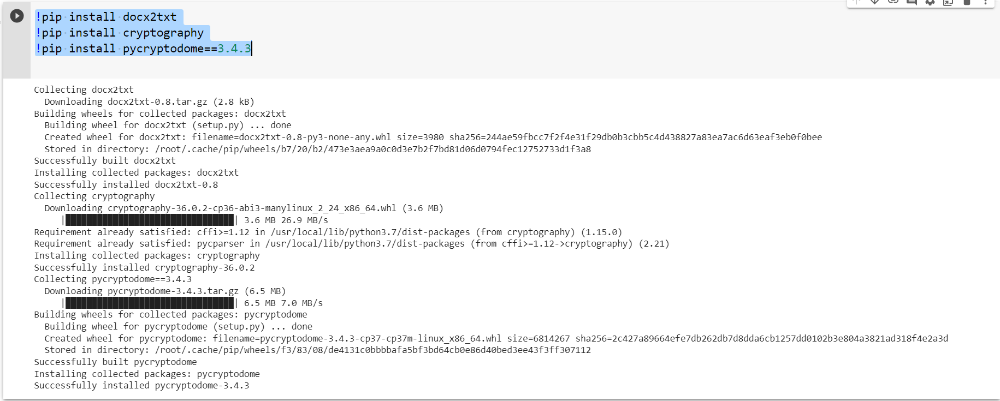 !pip install docx2txt
!pip install cryptography
!pip install pycryptodome==3.4.3
Collecting docx2txt
Downloading docx2txt-0.8.tar.gz (2.8 kB)
Building wheels for collected packages: docx2txt
Building wheel for docx2txt (setup.py) ... done
Created wheel for docx2txt: filename=docx2txt-0.8-py3-none-any.whl size=3980 sha256=244ae59fbcc7f2f4e31f29db0b3cbb5c4d438827a83ea7ac6d63eaf3eb0f0bee
Stored in directory: /root/.cache/pip/wheels/b7/20/b2/473e3aea9a0c0d3e7b2f7bd81d06d0794fec12752733d1f3a8
Successfully built docx2txt
Installing collected packages: docx2txt
Successfully installed docx2txt-0.8
Collecting cryptography
Downloading cryptography-36.0.2-cp36-abi3-manylinux_2_24_x86_64.whl (3.6 MB)
|████████████████████████████████| 3.6 MB 26.9 MB/s
Requirement already satisfied: cffi>=1.12 in /usr/local/lib/python3.7/dist-packages (from cryptography) (1.15.0)
Requirement already satisfied: pycparser in /usr/local/lib/python3.7/dist-packages (from cffi>=1.12->cryptography) (2.21)
Installing collected packages: cryptography
Successfully installed cryptography-36.0.2
Collecting pycryptodome==3.4.3
Downloading pycryptodome-3.4.3.tar.gz (6.5 MB)
|████████████████████████████████| 6.5 MB 7.0 MB/s
Building wheels for collected packages: pycryptodome
Building wheel for pycryptodome (setup.py) ... done
Created wheel for pycryptodome: filename=pycryptodome-3.4.3-cp37-cp37m-linux_x86_64.whl size=6814267 sha256=2c427a89664efe7db262db7d8dda6cb1257dd0102b3e804a3821ad318f4e2a3d
Stored in directory: /root/.cache/pip/wheels/f3/83/08/de4131c0bbbbafa5bf3bd64cb0e86d40bed3ee43f3ff307112
Successfully built pycryptodome
Installing collected packages: pycryptodome
Successfully installed pycryptodome-3.4.3